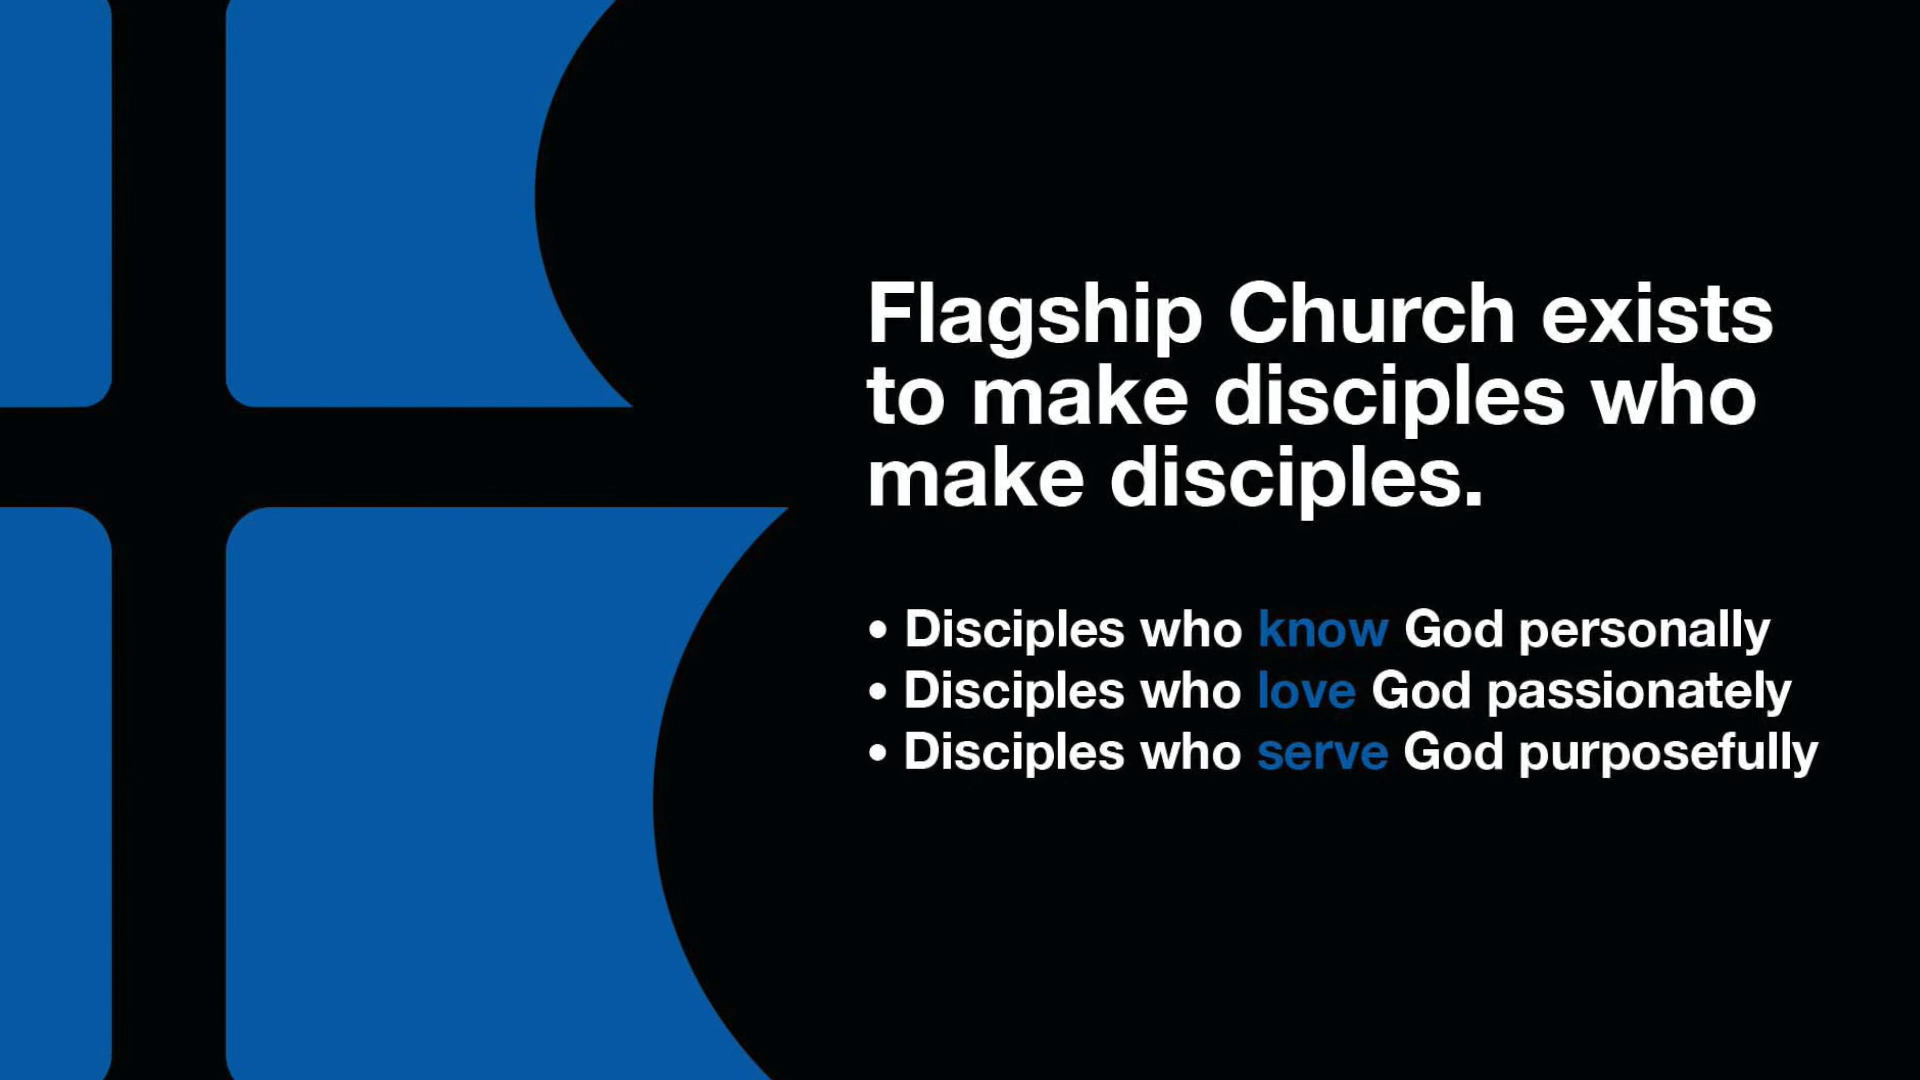 Flagship Church exists
to make disciples who
make disciples.
• Disciples who know God personally
• Disciples who love God passionately
• Disciples who serve God purposefully